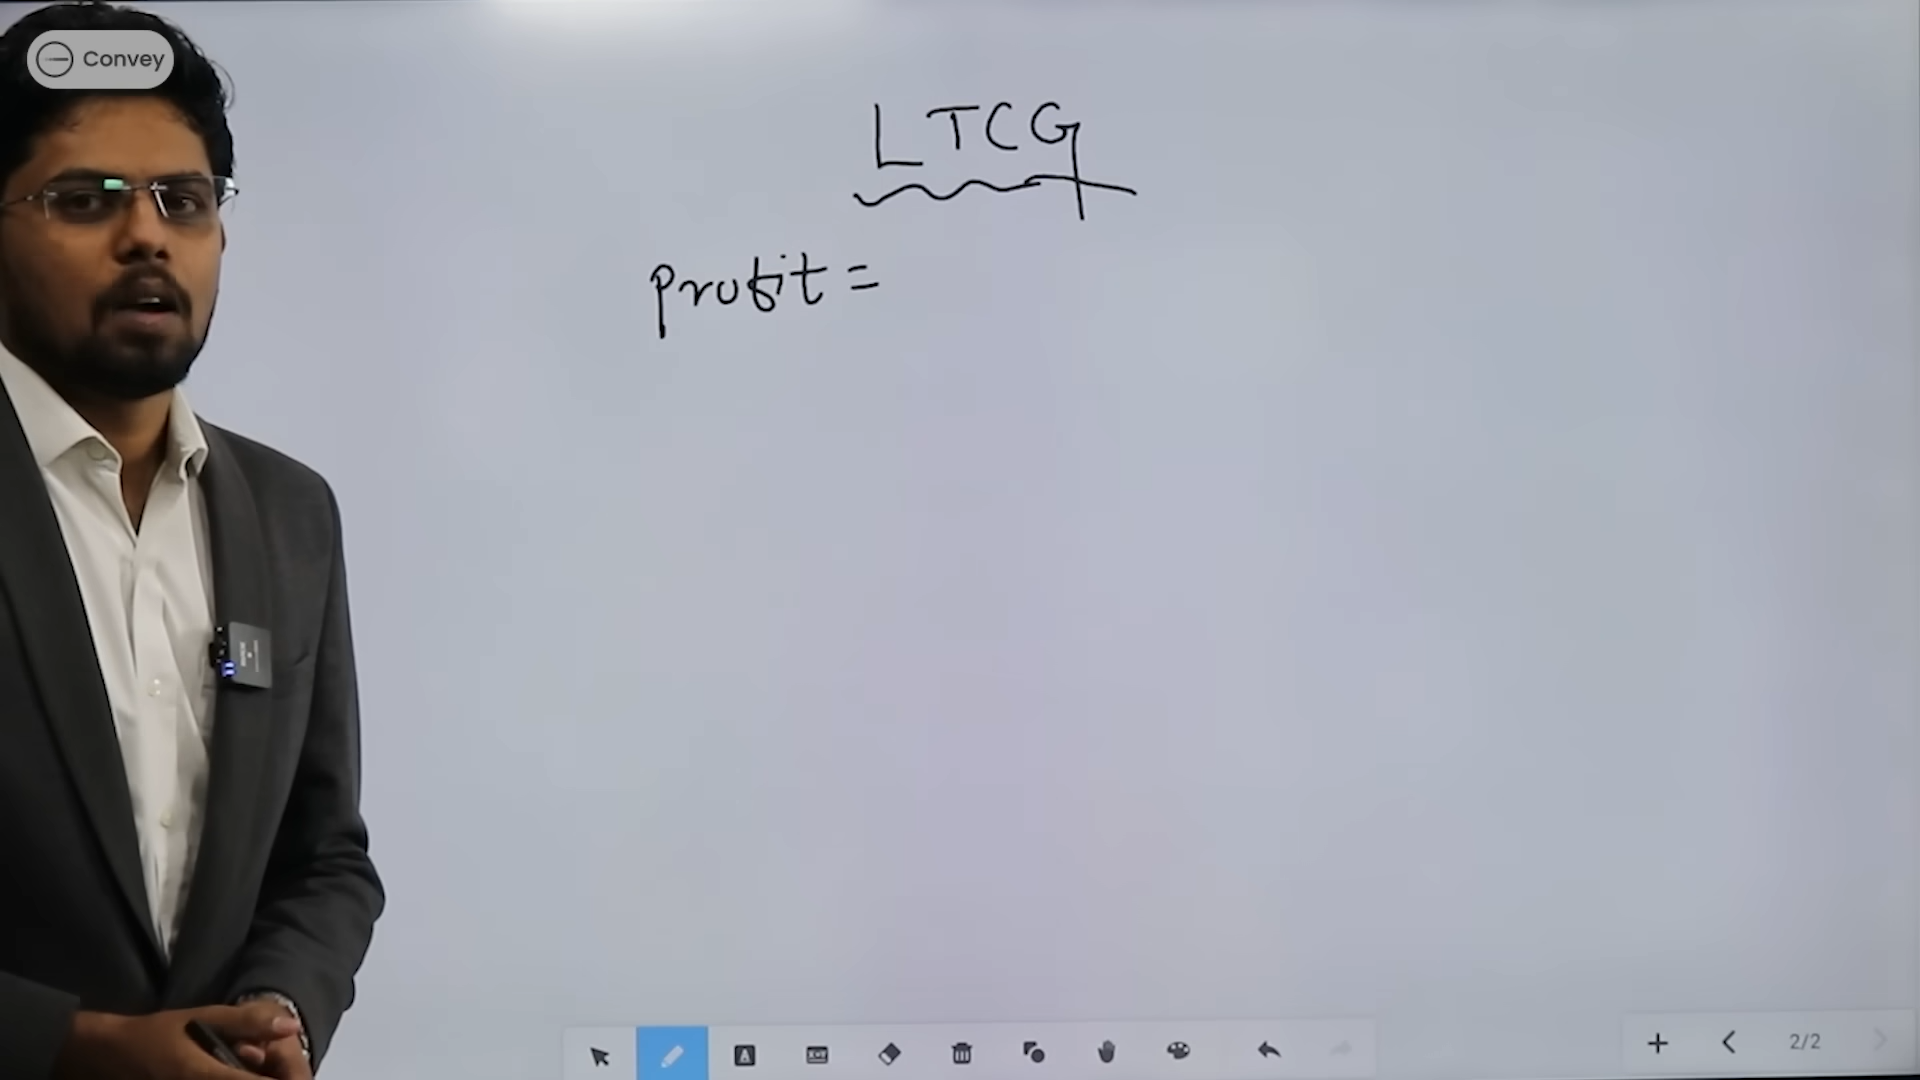 Convey
LTCG
Profit =
2/2